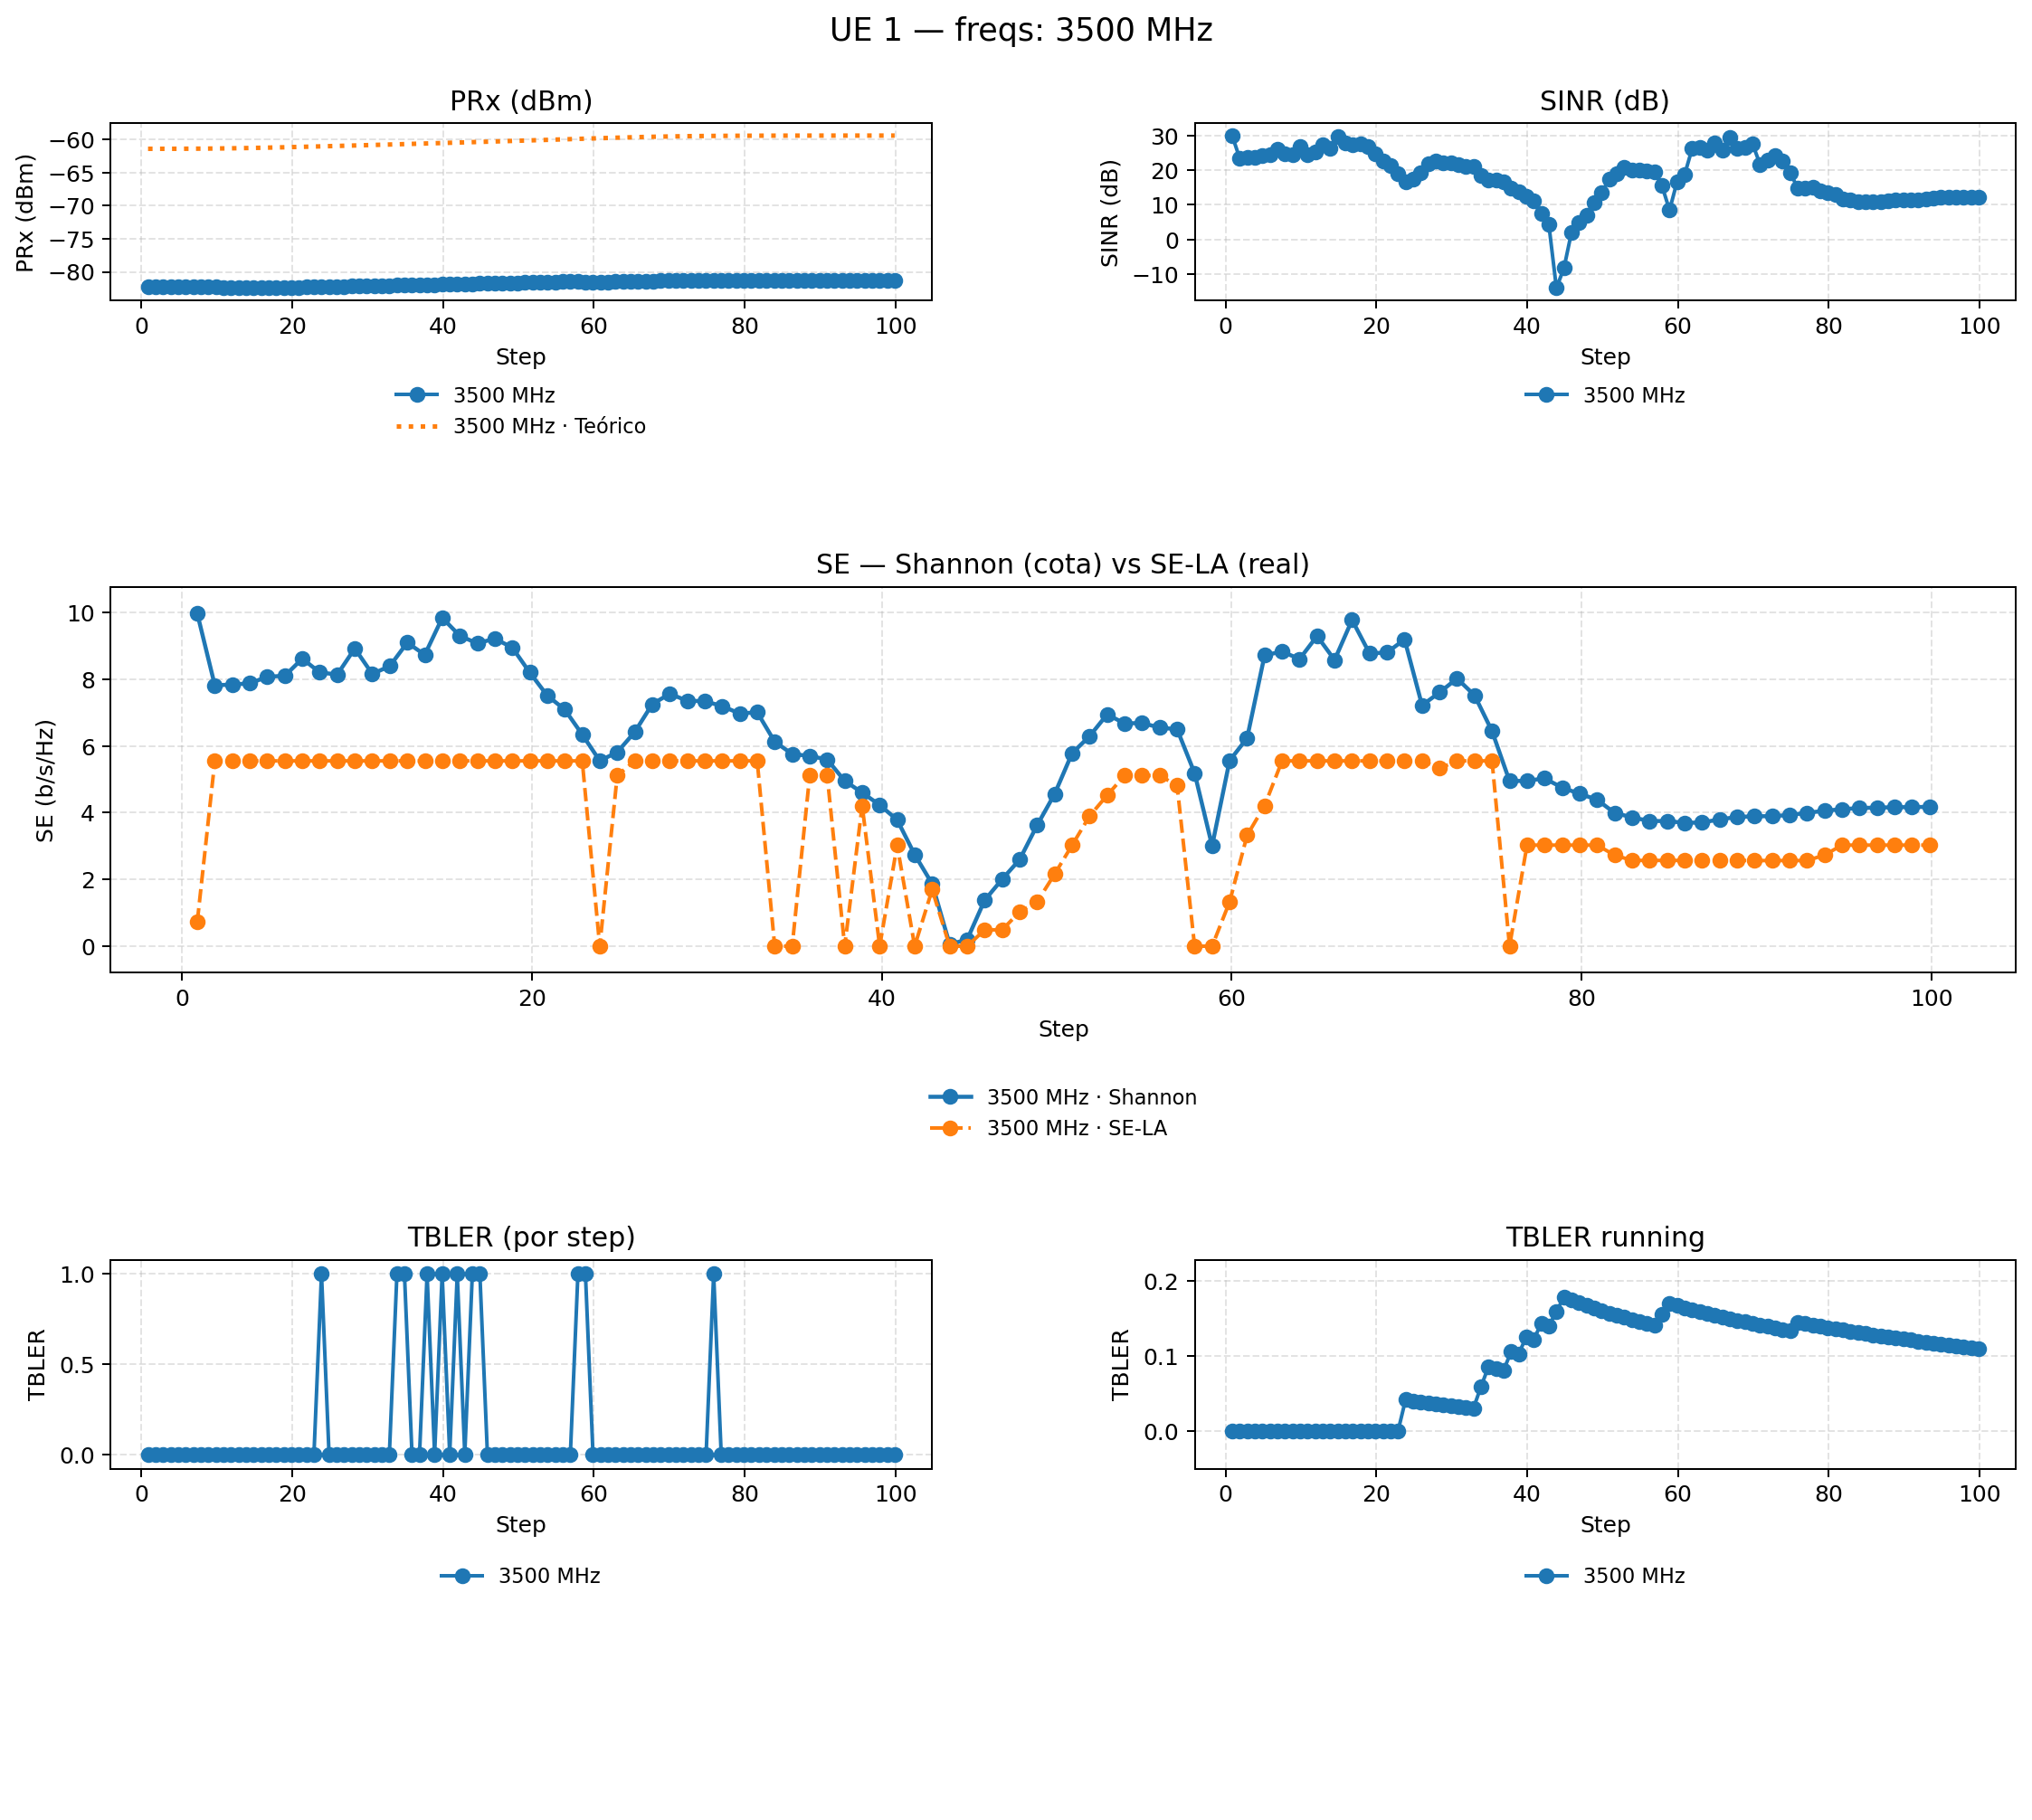 UE 1 — freqs: 3500 MHz
PRx (dBm)
PRx (dBm)
−60
−65
−70
−75
−80
0 20 40 60 80 100
Step
3500 MHz
3500 MHz · Teórico
SINR (dB)
SINR (dB)
30
20
10
0
−10
0 20 40 60 80 100
Step
3500 MHz
SE — Shannon (cota) vs SE-LA (real)
SE (b/s/Hz)
10
8
6
4
2
0
0 20 40 60 80 100
Step
3500 MHz · Shannon
3500 MHz · SE-LA
TBLER (por step)
TBLER
1.0
0.5
0.0
0 20 40 60 80 100
Step
3500 MHz
TBLER running
TBLER
0.2
0.1
0.0
0 20 40 60 80 100
Step
3500 MHz